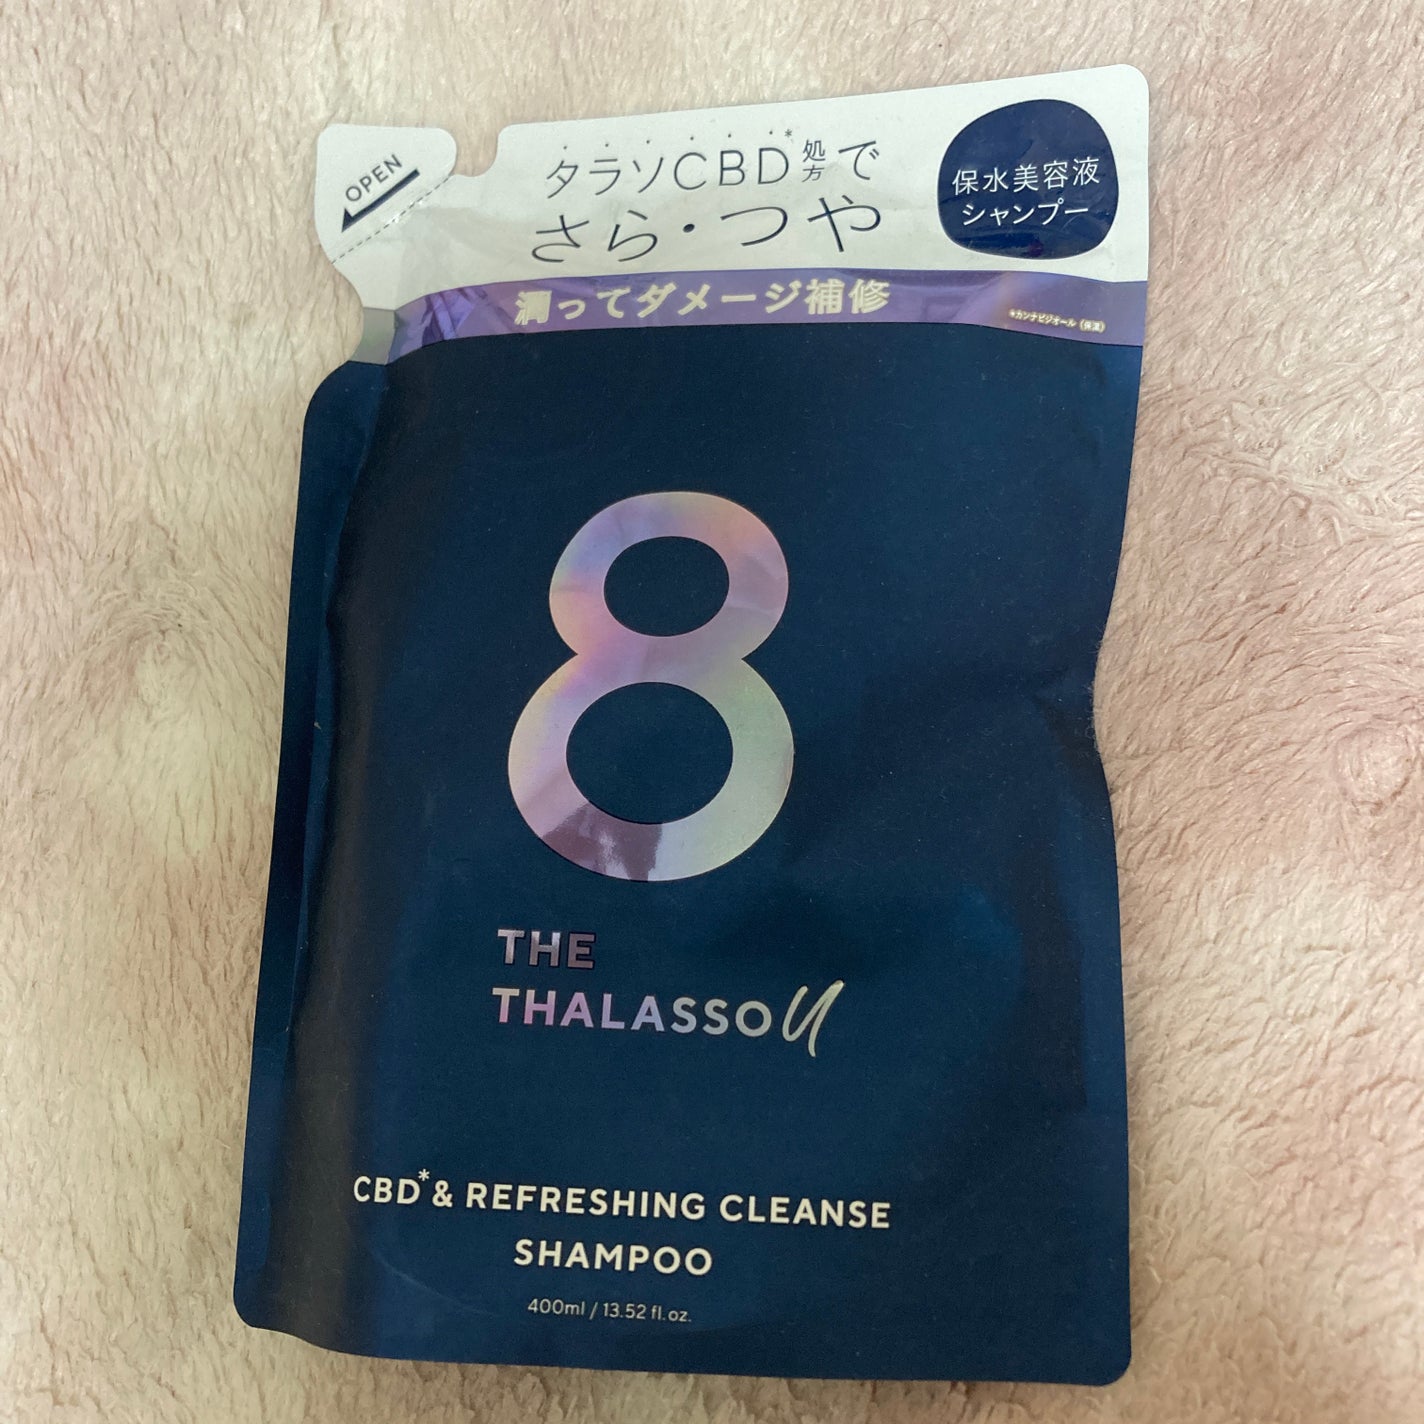 OPEN
タラソCBD*処方で
さら・つや
保水美容液
シャンプー
潤ってダメージ補修
*カンナビジオール(保湿)
8
THE
THALASSO U
CBD*& REFRESHING CLEANSE
SHAMPOO
400ml / 13.52 fl.oz.